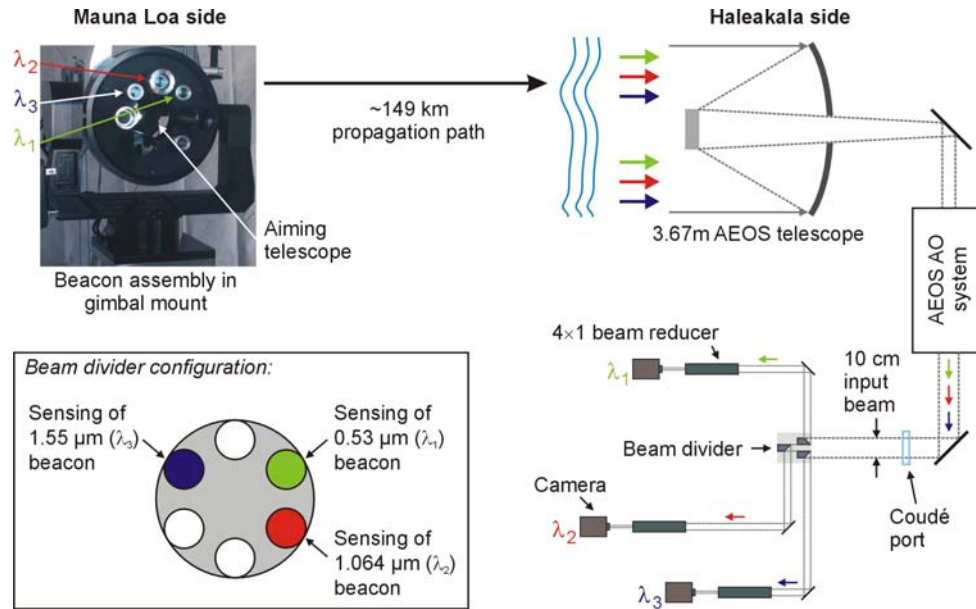 Mauna Loa side
λ2
λ3
λ1
Aiming
telescope
Beacon assembly in
gimbal mount
~149 km
propagation path
Haleakala side
3.67m AEOS telescope
AEOS AO
system
4×1 beam reducer
10 cm
input
beam
λ1
Beam divider
Camera
λ2
Coudé
port
λ3
Beam divider configuration:
Sensing of
1.55 µm (λ3)
beacon
Sensing of
0.53 µm (λ1)
beacon
Sensing of
1.064 µm (λ2)
beacon